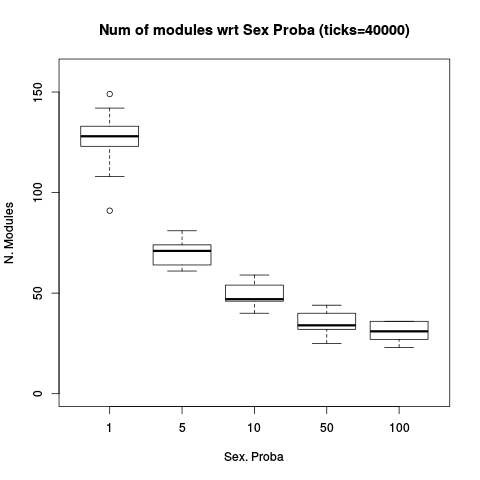 Num of modules wrt Sex Proba (ticks=40000)
N. Modules
150
100
50
0
1 5 10 50 100
Sex. Proba